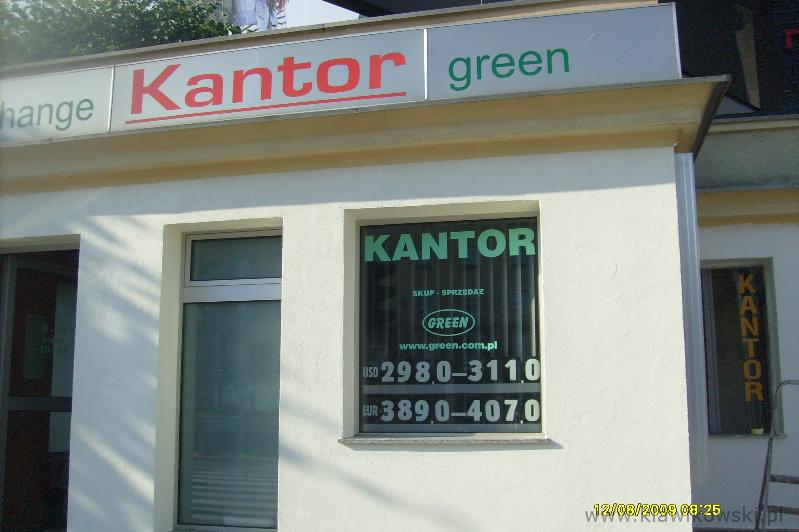 change
Kantor
green
KANTOR
SKUP - SPRZEDAŻ
GREEN
www.green.com.pl
USD 298,0-311,0
EUR 389,0-407,0
KANTOR
12/08/2009 08:25
www.klawikowski.pl